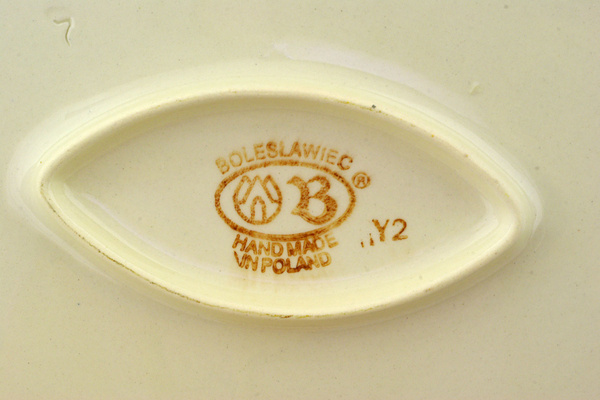 BOLESLAWIEC
®
B
HAND MADE
IN POLAND
Y2